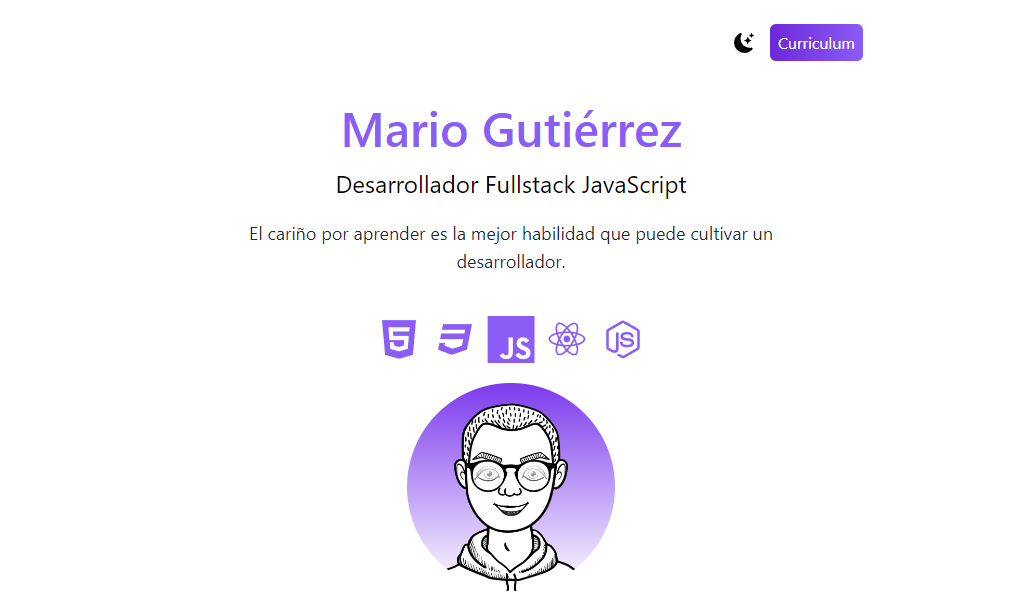 Curriculum
Mario Gutiérrez
Desarrollador Fullstack JavaScript
El cariño por aprender es la mejor habilidad que puede cultivar un
desarrollador.
5 JS JS